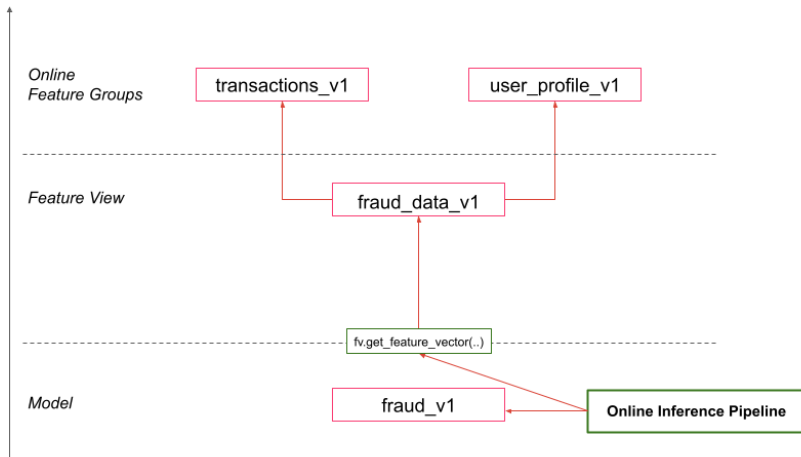 Online
Feature Groups
transactions_v1
user_profile_v1
Feature View
fraud_data_v1
fv.get_feature_vector(..)
Model
fraud_v1
Online Inference Pipeline